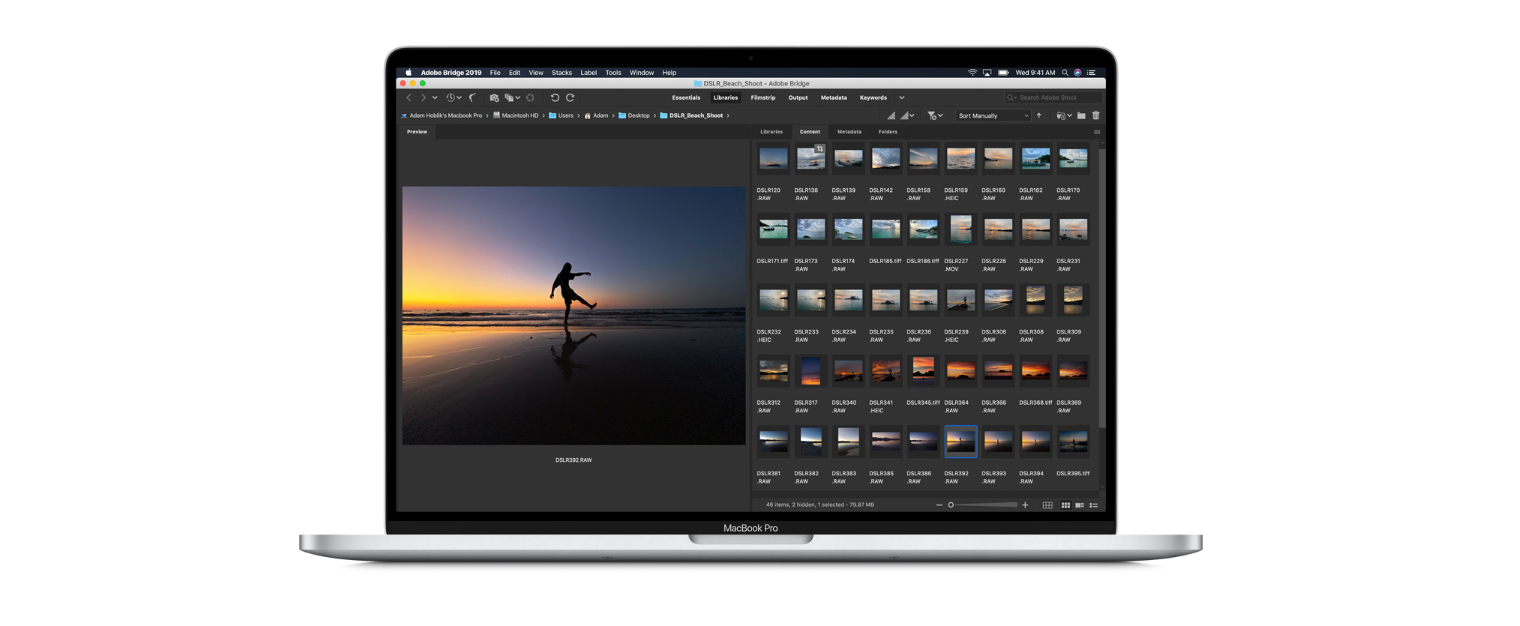 Adobe Bridge 2019 File Edit View Stacks Label Tools Window Help Wed 9:41 AM
DSLR_Beach_Shoot – Adobe Bridge
Essentials Libraries Filmstrip Output Metadata Keywords Search Adobe Stock
Adam Hoblik's Macbook Pro > Macintosh HD > Users > Adam > Desktop > DSLR_Beach_Shoot > Sort Manually
Preview
Libraries Content Metadata Folders
DSLR120 DSLR138 DSLR139 DSLR142 DSLR158 DSLR159 DSLR160 DSLR162 DSLR170
.RAW .RAW .RAW .RAW .RAW .HEIC .RAW .RAW .RAW
DSLR171.tiff DSLR173 DSLR174 DSLR185.tiff DSLR186.tiff DSLR227 DSLR228 DSLR229 DSLR231
.RAW .RAW .MOV .RAW .RAW .RAW
DSLR232 DSLR233 DSLR234 DSLR235 DSLR236 DSLR239 DSLR306 DSLR308 DSLR309
.HEIC .RAW .RAW .RAW .RAW .HEIC .RAW .RAW .RAW
DSLR312 DSLR317 DSLR340 DSLR341 DSLR345.tiff DSLR364 DSLR366 DSLR368.tiff DSLR369
.RAW .RAW .RAW .HEIC .RAW .RAW .RAW
DSLR381 DSLR382 DSLR383 DSLR385 DSLR386 DSLR392 DSLR393 DSLR394 DSLR395.tiff
.RAW .RAW .RAW .RAW .RAW .RAW .RAW .RAW
DSLR392.RAW
46 items, 2 hidden, 1 selected - 79.87 MB
MacBook Pro